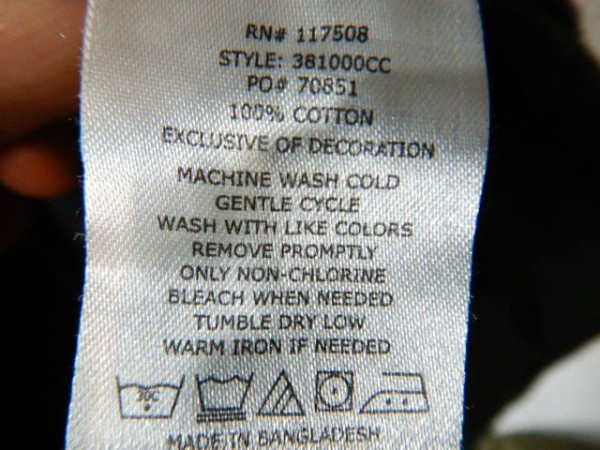 RN# 117508
STYLE: 381000CC
PO# 70851
100% COTTON
EXCLUSIVE OF DECORATION
MACHINE WASH COLD
GENTLE CYCLE
WASH WITH LIKE COLORS
REMOVE PROMPTLY
ONLY NON-CHLORINE
BLEACH WHEN NEEDED
TUMBLE DRY LOW
WARM IRON IF NEEDED
30C
MADE IN BANGLADESH